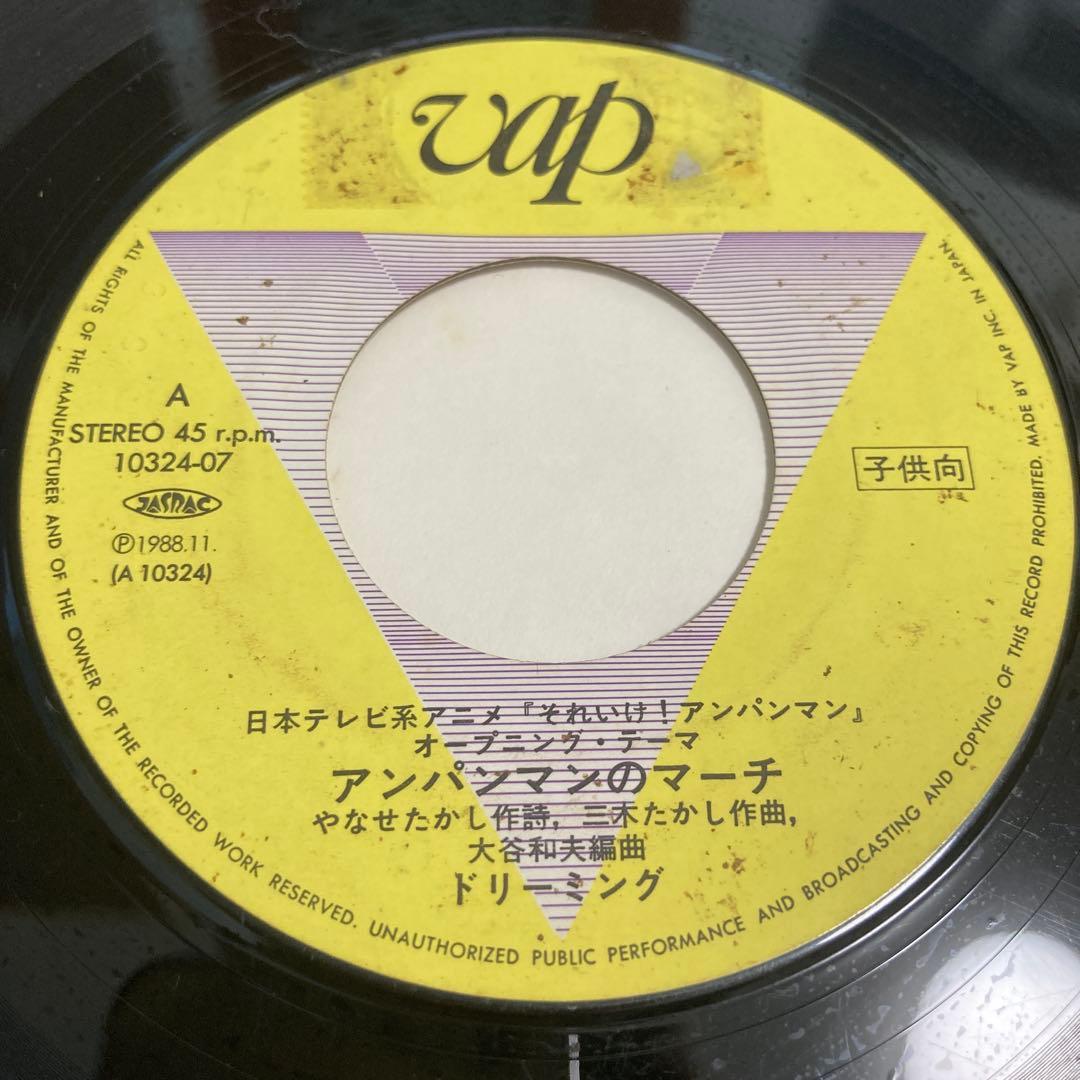 vap
A
STEREO 45 r.p.m.
10324-07
JASRAC
Ⓟ1988.11.
(A 10324)
子供向
日本テレビ系アニメ『それいけ!アンパンマン』
オープニング・テーマ
アンパンマンのマーチ
やなせたかし作詩, 三木たかし作曲,
大谷和夫編曲
ドリーミング
ALL RIGHTS OF THE MANUFACTURER AND OF THE OWNER OF THE RECORDED WORK RESERVED. UNAUTHORIZED PUBLIC PERFORMANCE AND BROADCASTING AND COPYING OF THIS RECORD PROHIBITED. MADE BY VAP INC. IN JAPAN.